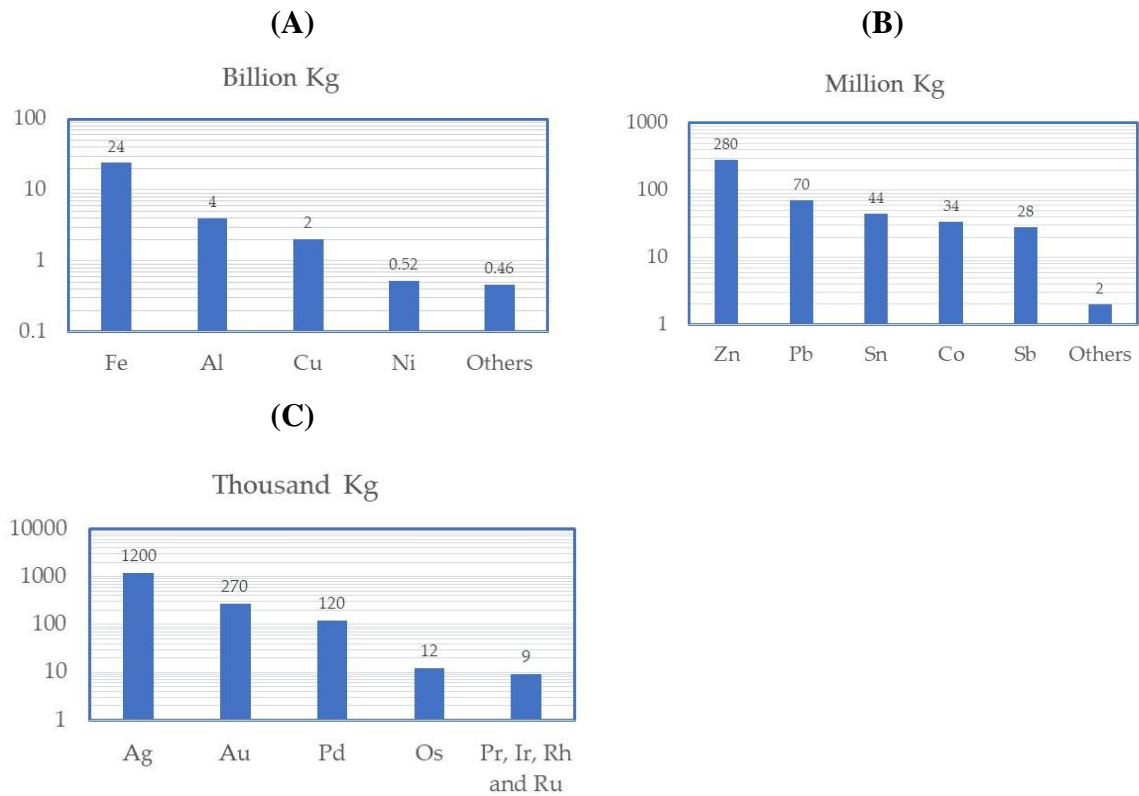 (A)
Billion Kg
100
10
1
0.1
24
4
2
0.52
0.46
Fe Al Cu Ni Others
(B)
Million Kg
1000
100
10
1
280
70
44
34
28
2
Zn Pb Sn Co Sb Others
(C)
Thousand Kg
10000
1000
100
10
1
1200
270
120
12
9
Ag Au Pd Os Pr, Ir, Rh
and Ru